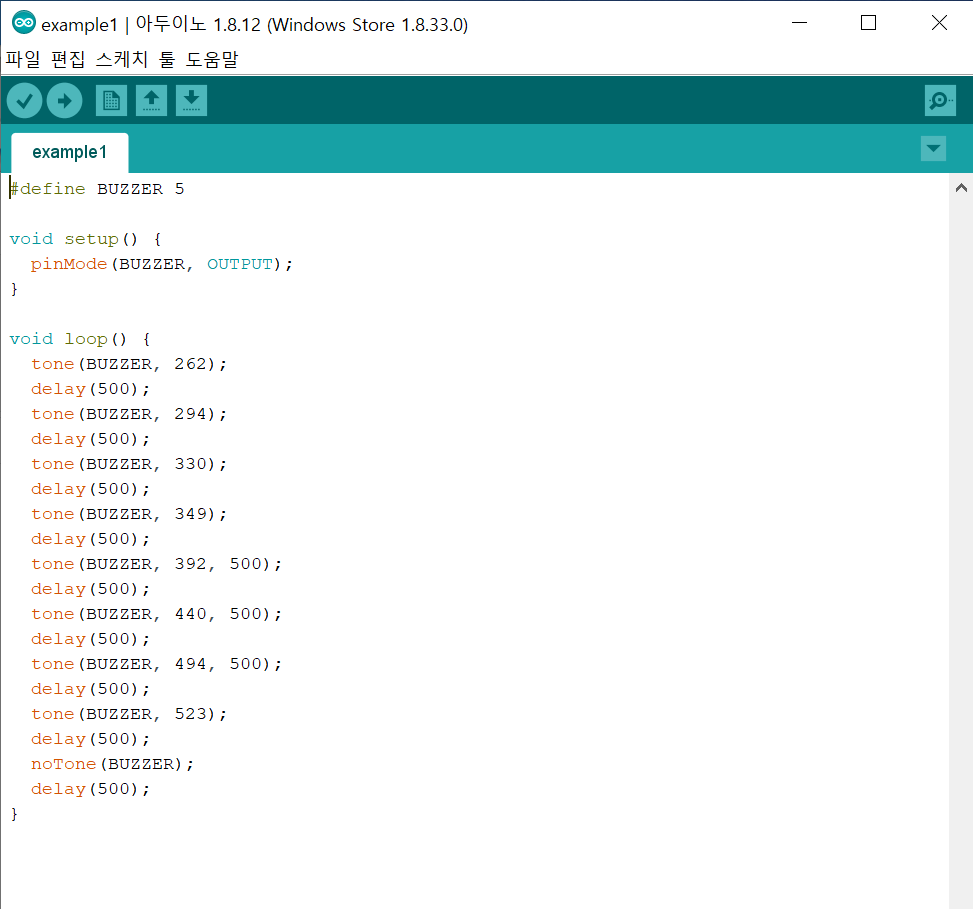 example1 | 아두이노 1.8.12 (Windows Store 1.8.33.0)
파일 편집 스케치 툴 도움말
example1
#define BUZZER 5
void setup() {
  pinMode(BUZZER, OUTPUT);
}
void loop() {
  tone(BUZZER, 262);
  delay(500);
  tone(BUZZER, 294);
  delay(500);
  tone(BUZZER, 330);
  delay(500);
  tone(BUZZER, 349);
  delay(500);
  tone(BUZZER, 392, 500);
  delay(500);
  tone(BUZZER, 440, 500);
  delay(500);
  tone(BUZZER, 494, 500);
  delay(500);
  tone(BUZZER, 523);
  delay(500);
  noTone(BUZZER);
  delay(500);
}